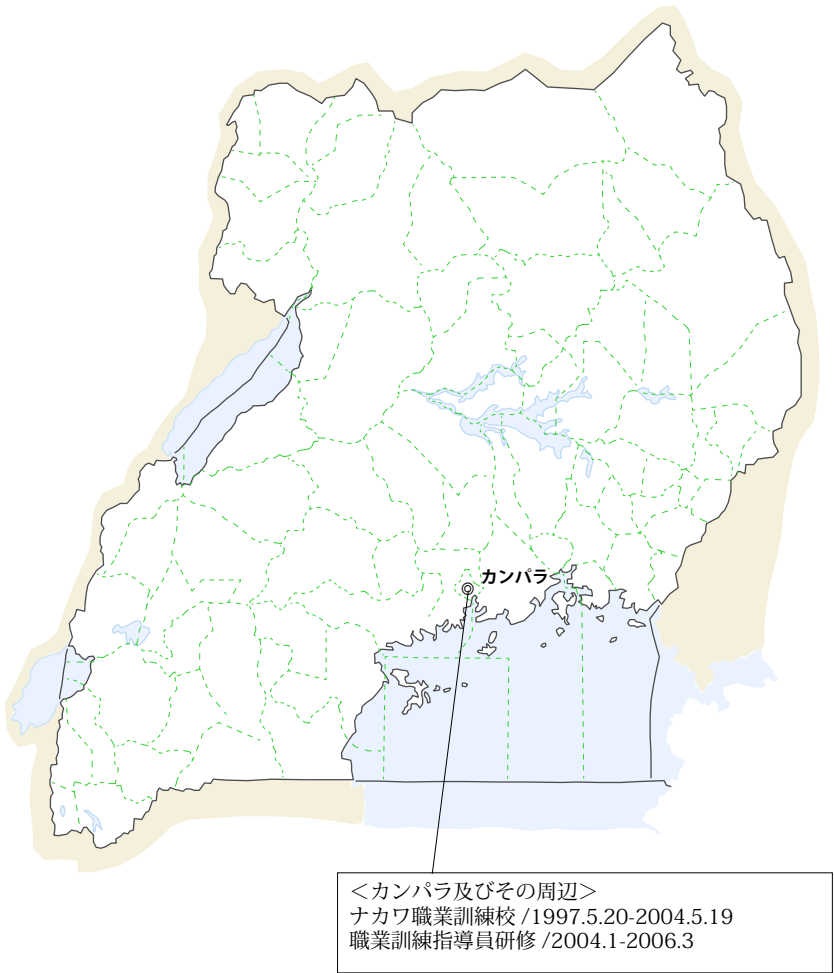 カンパラ
＜カンパラ及びその周辺＞
ナカワ職業訓練校 /1997.5.20-2004.5.19
職業訓練指導員研修 /2004.1-2006.3